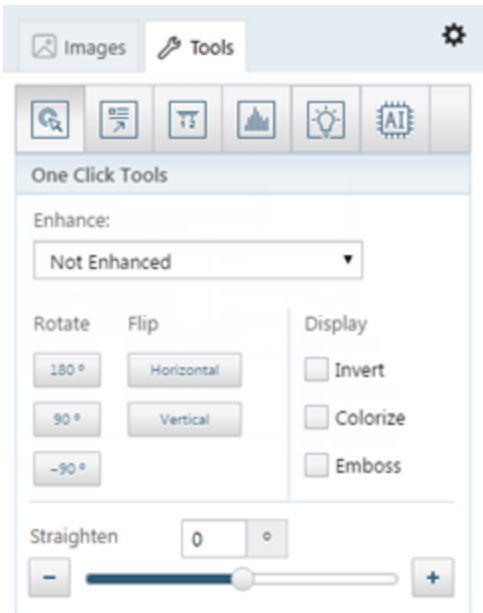 Images Tools
AI
One Click Tools
Enhance:
Not Enhanced
Rotate Flip Display
180 º Horizontal Invert
90 º Vertical Colorize
−90 º Emboss
Straighten 0 º
− +